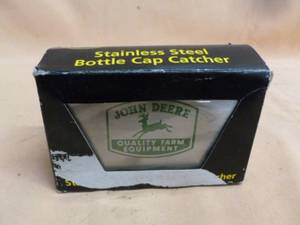 Stainless Steel
Bottle Cap Catcher
JOHN DEERE
QUALITY FARM
EQUIPMENT